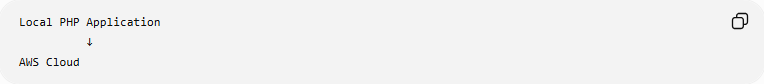 Local PHP Application
↓
AWS Cloud